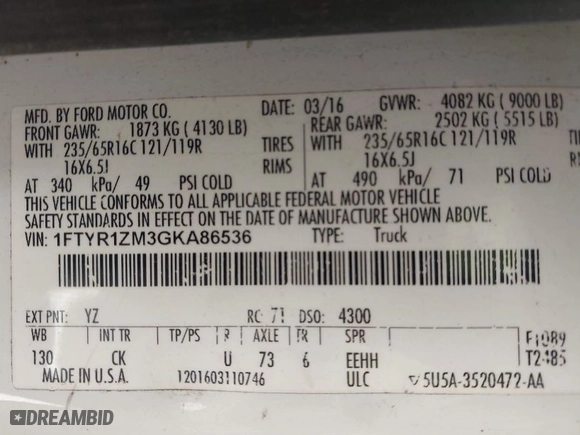 MFD. BY FORD MOTOR CO. DATE: 03/16 GVWR: 4082 KG ( 9000 LB)
FRONT GAWR: 1873 KG ( 4130 LB) REAR GAWR: 2502 KG ( 5515 LB)
WITH 235/65R16C 121/119R TIRES WITH 235/65R16C 121/119R
16X6.5J RIMS 16X6.5J
AT 340 kPa/ 49 PSI COLD AT 490 kPa/ 71 PSI COLD
THIS VEHICLE CONFORMS TO ALL APPLICABLE FEDERAL MOTOR VEHICLE
SAFETY STANDARDS IN EFFECT ON THE DATE OF MANUFACTURE SHOWN ABOVE.
VIN: 1FTYR1ZM3GKA86536 TYPE: Truck
EXT PNT: YZ RC: 71 DSO: 4300
WB INT TR TP/PS R AXLE TR SPR
130 CK U 73 6 EEHH
MADE IN U.S.A. 1201603110746 ULC 5U5A-3520472-AA
DREAMBID